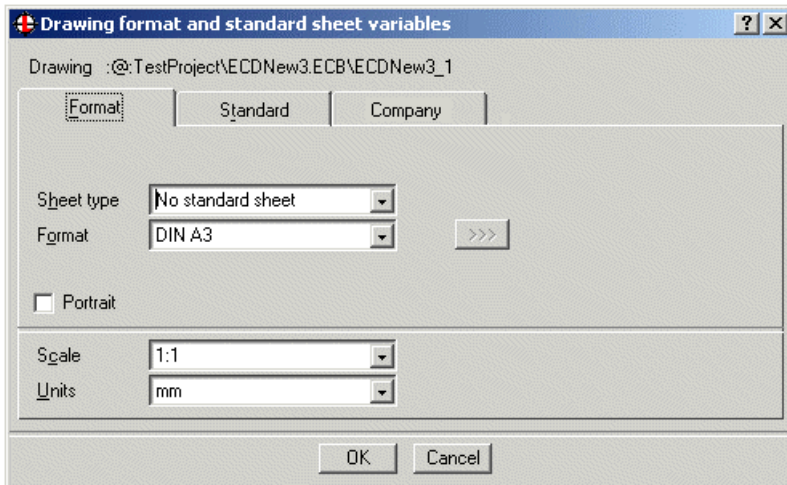 Drawing format and standard sheet variables
Drawing :@:TestProject\ECDNew3.ECB\ECDNew3_1
Format Standard Company
Sheet type No standard sheet
Format DIN A3 >>>
Portrait
Scale 1:1
Units mm
OK Cancel